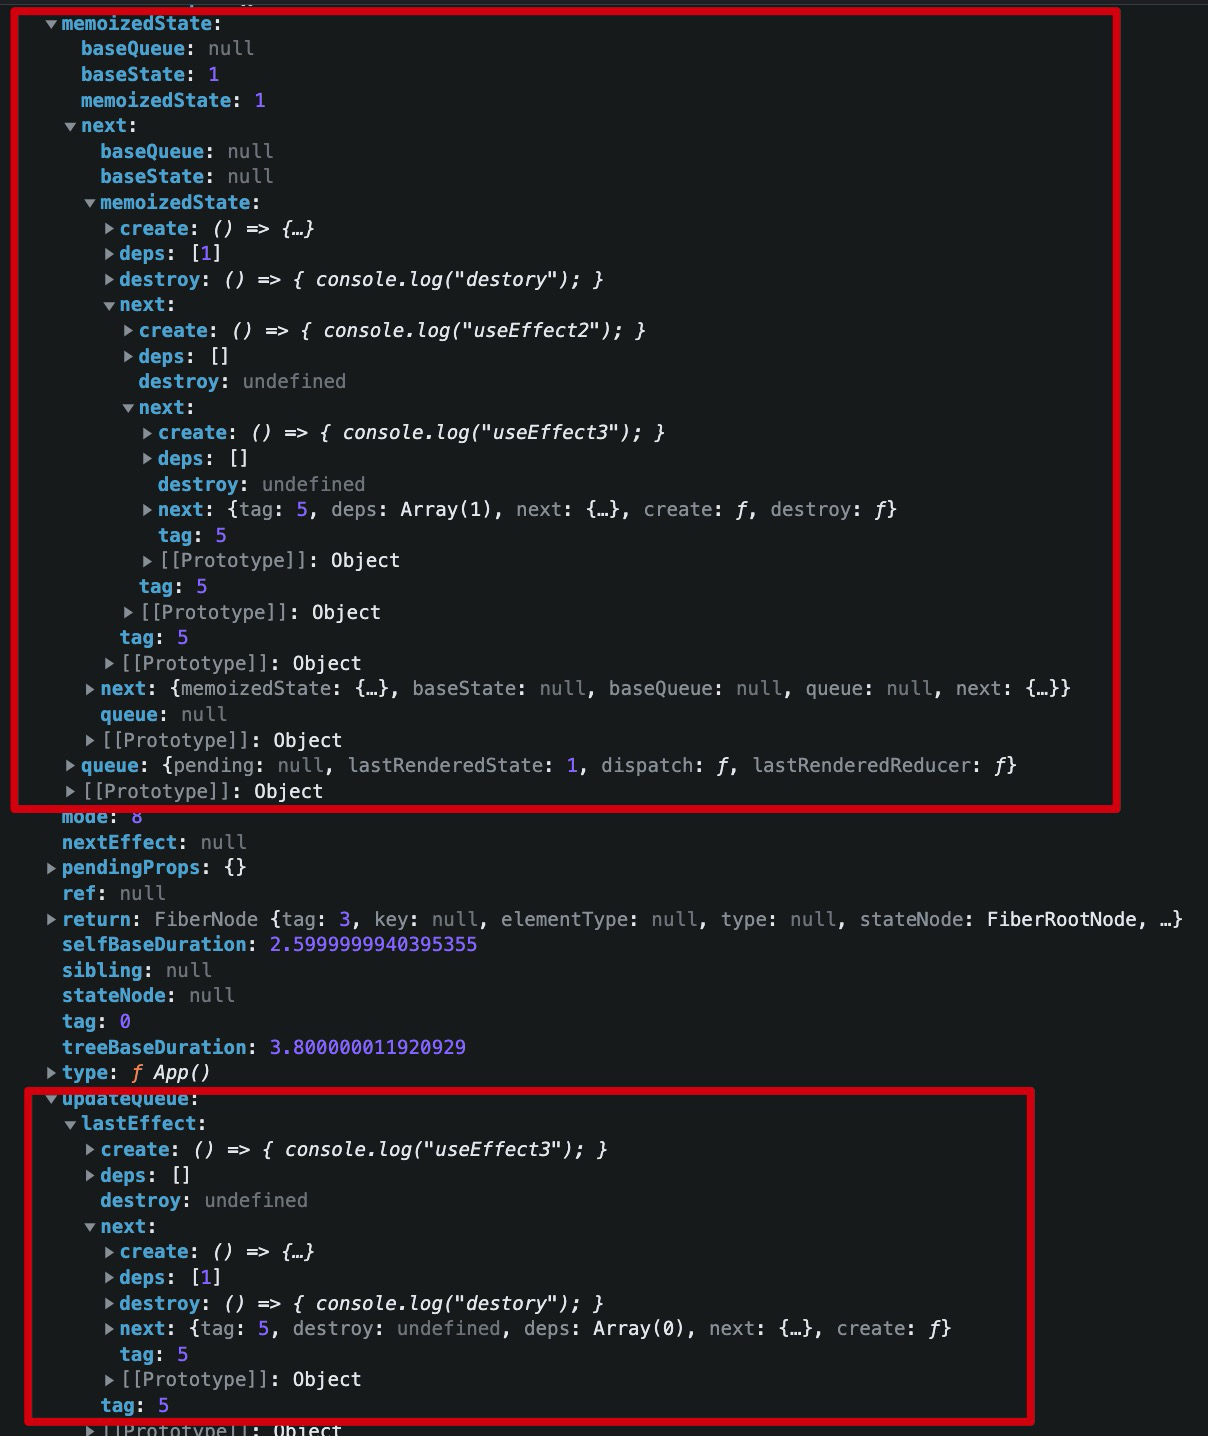 memoizedState:
baseQueue: null
baseState: 1
memoizedState: 1
next:
baseQueue: null
baseState: null
memoizedState:
create: () => {…}
deps: [1]
destroy: () => { console.log("destory"); }
next:
create: () => { console.log("useEffect2"); }
deps: []
destroy: undefined
next:
create: () => { console.log("useEffect3"); }
deps: []
destroy: undefined
next: {tag: 5, deps: Array(1), next: {…}, create: ƒ, destroy: ƒ}
tag: 5
[[Prototype]]: Object
tag: 5
[[Prototype]]: Object
tag: 5
[[Prototype]]: Object
next: {memoizedState: {…}, baseState: null, baseQueue: null, queue: null, next: {…}}
queue: null
[[Prototype]]: Object
queue: {pending: null, lastRenderedState: 1, dispatch: ƒ, lastRenderedReducer: ƒ}
[[Prototype]]: Object
mode: 8
nextEffect: null
pendingProps: {}
ref: null
return: FiberNode {tag: 3, key: null, elementType: null, type: null, stateNode: FiberRootNode, …}
selfBaseDuration: 2.5999999940395355
sibling: null
stateNode: null
tag: 0
treeBaseDuration: 3.800000011920929
type: ƒ App()
updateQueue:
lastEffect:
create: () => { console.log("useEffect3"); }
deps: []
destroy: undefined
next:
create: () => {…}
deps: [1]
destroy: () => { console.log("destory"); }
next: {tag: 5, destroy: undefined, deps: Array(0), next: {…}, create: ƒ}
tag: 5
[[Prototype]]: Object
tag: 5
[[Prototype]]: Object